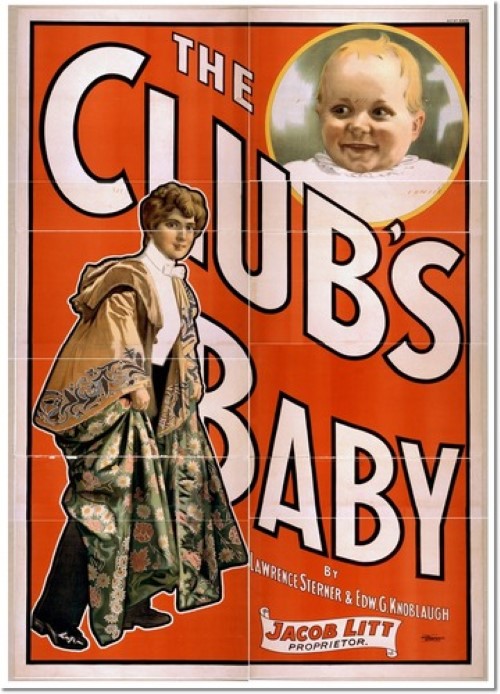 THE
CLUB'S
BABY
BY
LAWRENCE STERNER & EDW. G. KNOBLAUGH
JACOB LITT
PROPRIETOR.